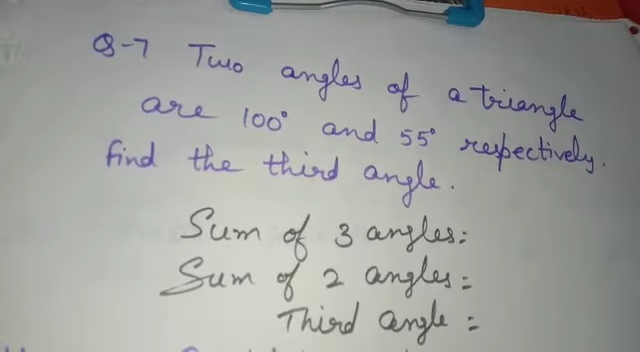 Q-7 Two angles of a triangle
are 100° and 55° respectively.
find the third angle.
Sum of 3 angles:
Sum of 2 angles =
Third angle =